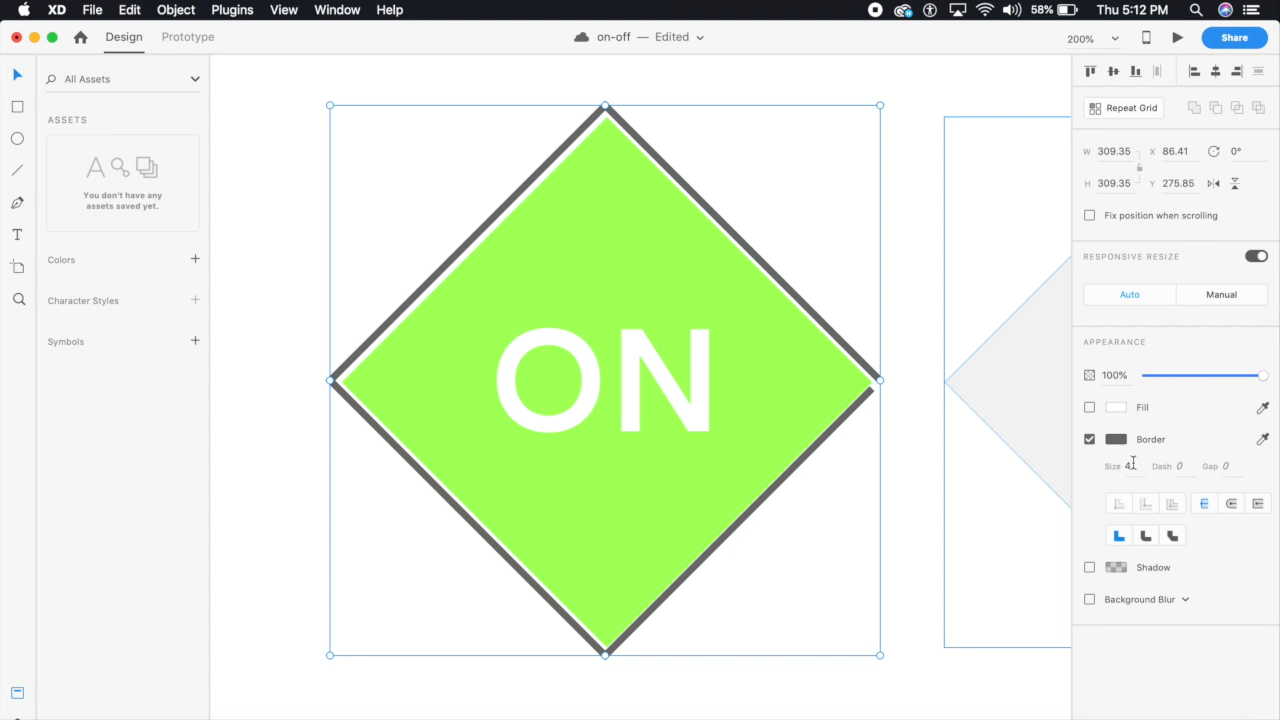 XD File Edit Object Plugins View Window Help 58% Thu 5:12 PM
Design Prototype on-off — Edited 200% Share
All Assets
ASSETS
You don't have any
assets saved yet.
Colors +
Character Styles +
Symbols +
ON
Repeat Grid
W 309.35 X 86.41 0°
H 309.35 Y 275.85
Fix position when scrolling
RESPONSIVE RESIZE
Auto Manual
APPEARANCE
100%
Fill
Border
Size 4 Dash 0 Gap 0
Shadow
Background Blur